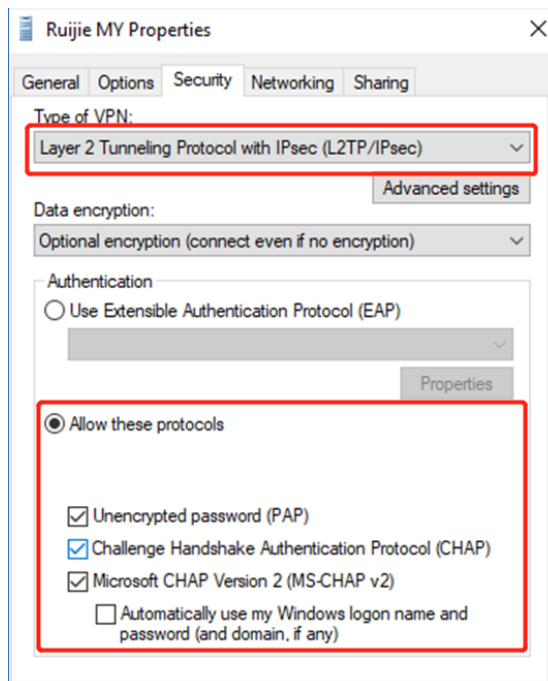 Ruijie MY Properties
General Options Security Networking Sharing
Type of VPN:
Layer 2 Tunneling Protocol with IPsec (L2TP/IPsec)
Advanced settings
Data encryption:
Optional encryption (connect even if no encryption)
Authentication
Use Extensible Authentication Protocol (EAP)
Properties
Allow these protocols
Unencrypted password (PAP)
Challenge Handshake Authentication Protocol (CHAP)
Microsoft CHAP Version 2 (MS-CHAP v2)
Automatically use my Windows logon name and
password (and domain, if any)